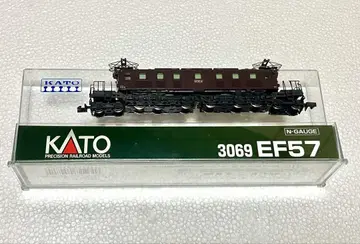 KATO
N-GAUGE
KATO
PRECISION RAILROAD MODELS
3069 EF57